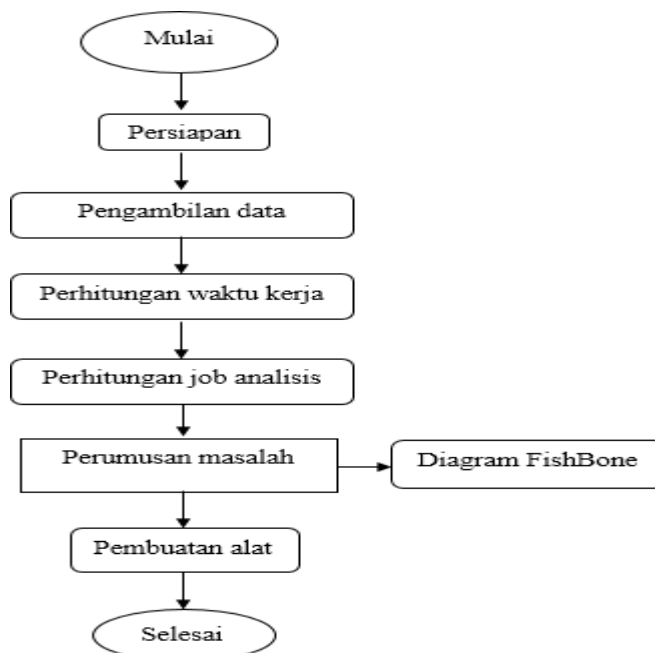 Mulai
Persiapan
Pengambilan data
Perhitungan waktu kerja
Perhitungan job analisis
Perumusan masalah
Diagram FishBone
Pembuatan alat
Selesai